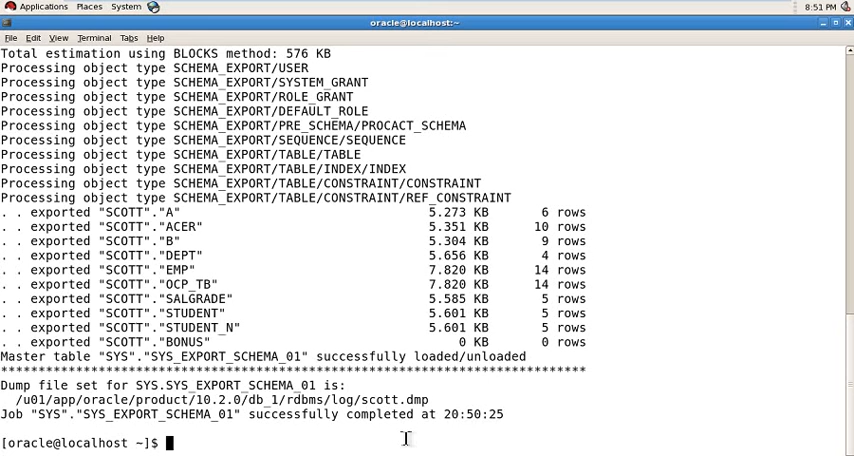 Applications Places System 8:51 PM
oracle@localhost:~
File Edit View Terminal Tabs Help
Total estimation using BLOCKS method: 576 KB
Processing object type SCHEMA_EXPORT/USER
Processing object type SCHEMA_EXPORT/SYSTEM_GRANT
Processing object type SCHEMA_EXPORT/ROLE_GRANT
Processing object type SCHEMA_EXPORT/DEFAULT_ROLE
Processing object type SCHEMA_EXPORT/PRE_SCHEMA/PROCACT_SCHEMA
Processing object type SCHEMA_EXPORT/SEQUENCE/SEQUENCE
Processing object type SCHEMA_EXPORT/TABLE/TABLE
Processing object type SCHEMA_EXPORT/TABLE/INDEX/INDEX
Processing object type SCHEMA_EXPORT/TABLE/CONSTRAINT/CONSTRAINT
Processing object type SCHEMA_EXPORT/TABLE/CONSTRAINT/REF_CONSTRAINT
. . exported "SCOTT"."A" 5.273 KB 6 rows
. . exported "SCOTT"."ACER" 5.351 KB 10 rows
. . exported "SCOTT"."B" 5.304 KB 9 rows
. . exported "SCOTT"."DEPT" 5.656 KB 4 rows
. . exported "SCOTT"."EMP" 7.820 KB 14 rows
. . exported "SCOTT"."OCP_TB" 7.820 KB 14 rows
. . exported "SCOTT"."SALGRADE" 5.585 KB 5 rows
. . exported "SCOTT"."STUDENT" 5.601 KB 5 rows
. . exported "SCOTT"."STUDENT_N" 5.601 KB 5 rows
. . exported "SCOTT"."BONUS" 0 KB 0 rows
Master table "SYS"."SYS_EXPORT_SCHEMA_01" successfully loaded/unloaded
******************************************************************************
Dump file set for SYS.SYS_EXPORT_SCHEMA_01 is:
/u01/app/oracle/product/10.2.0/db_1/rdbms/log/scott.dmp
Job "SYS"."SYS_EXPORT_SCHEMA_01" successfully completed at 20:50:25
[oracle@localhost ~]$